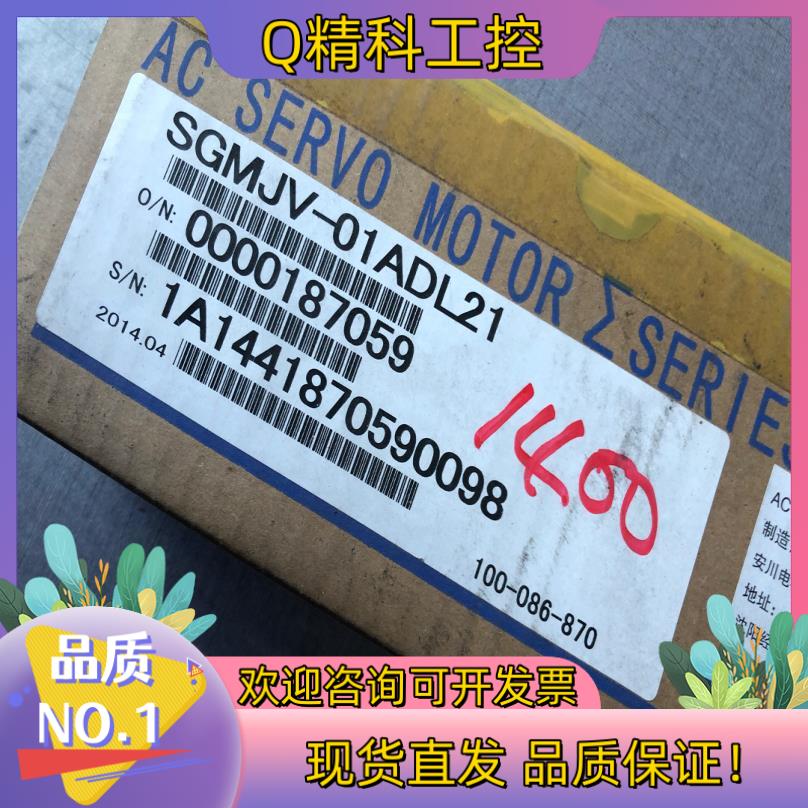 Q精科工控
AC SERVO MOTOR Σ SERIES
SGMJV-01ADL21
O/N: 0000187059
S/N: 1A1441870590098
2014.04
1400
100-086-870
AC
制造
安川电
地址:
沈阳经
品质
NO.1
欢迎咨询可开发票
现货直发 品质保证！